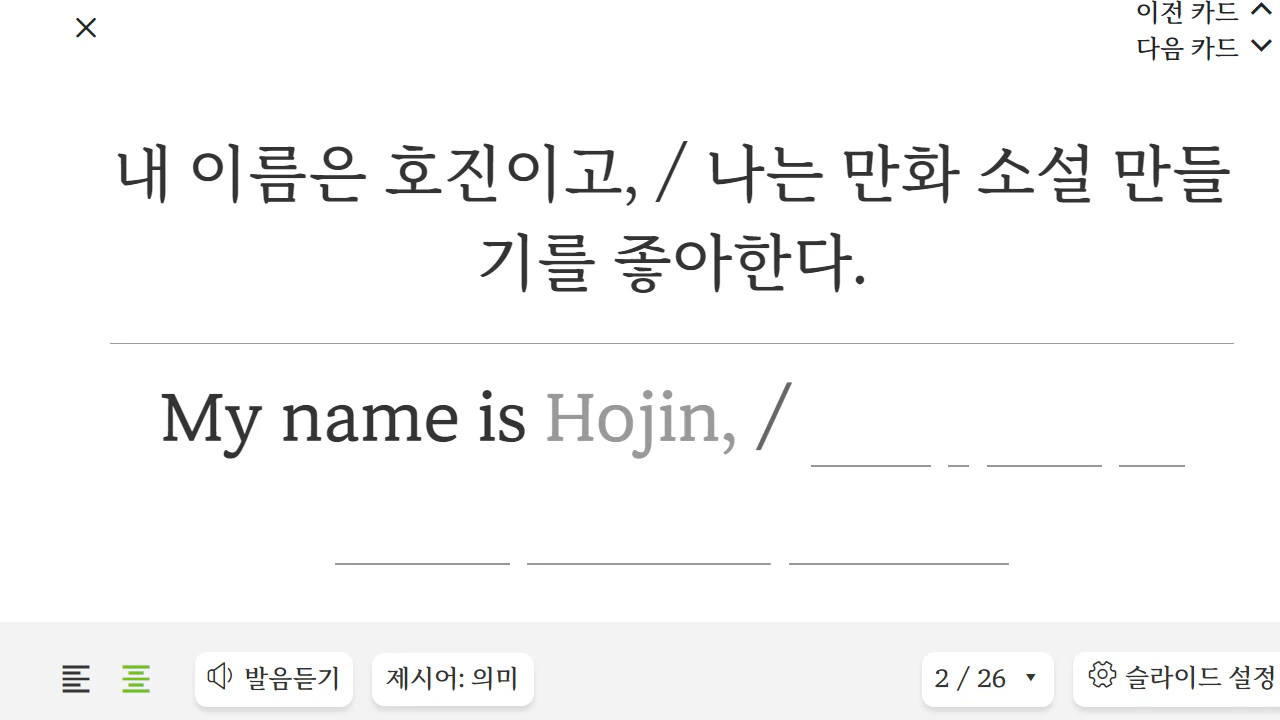 이전 카드
다음 카드
내 이름은 호진이고, / 나는 만화 소설 만들
기를 좋아한다.
My name is Hojin, /
발음듣기 제시어: 의미 2 / 26 슬라이드 설정